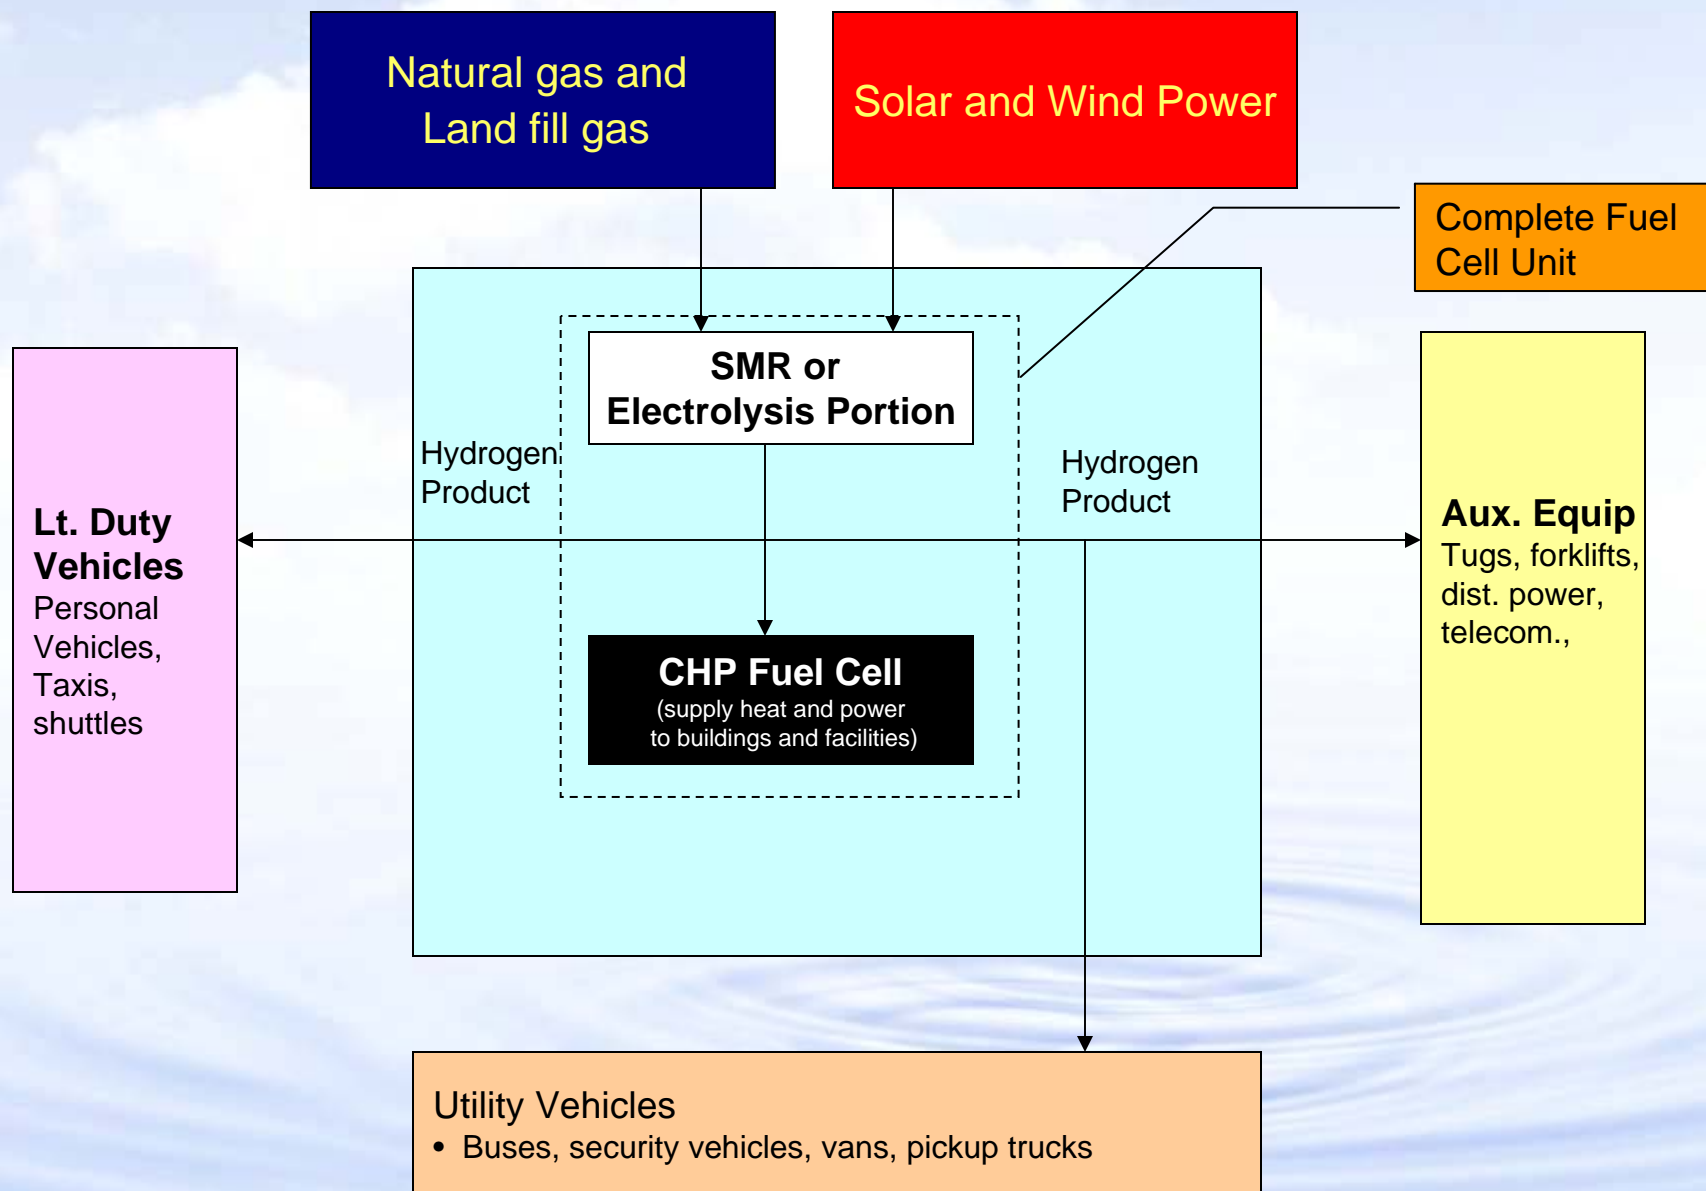 Natural gas and
Land fill gas
Solar and Wind Power
Complete Fuel
Cell Unit
SMR or
Electrolysis Portion
Hydrogen
Product
Hydrogen
Product
Lt. Duty
Vehicles
Personal
Vehicles,
Taxis,
shuttles
Aux. Equip
Tugs, forklifts,
dist. power,
telecom.,
CHP Fuel Cell
(supply heat and power
to buildings and facilities)
Utility Vehicles
• Buses, security vehicles, vans, pickup trucks